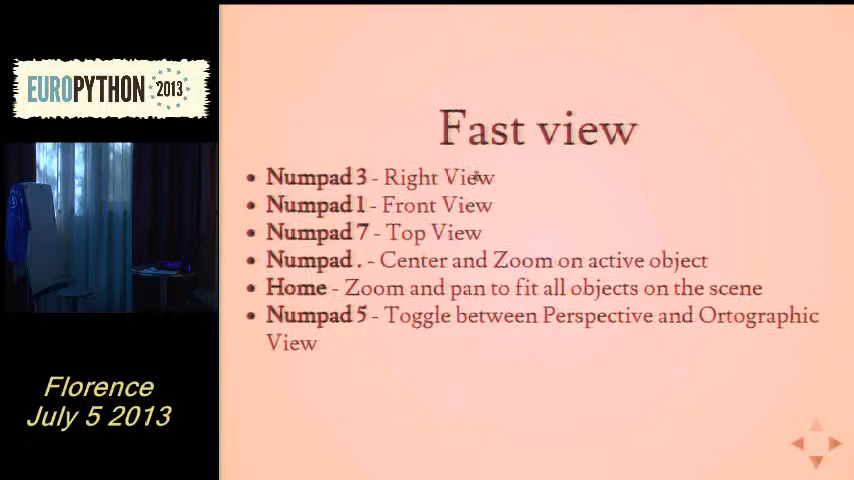 EUROPYTHON 2013
Florence
July 5 2013
Fast view
Numpad 3 - Right View
Numpad 1 - Front View
Numpad 7 - Top View
Numpad . - Center and Zoom on active object
Home - Zoom and pan to fit all objects on the scene
Numpad 5 - Toggle between Perspective and Ortographic
View